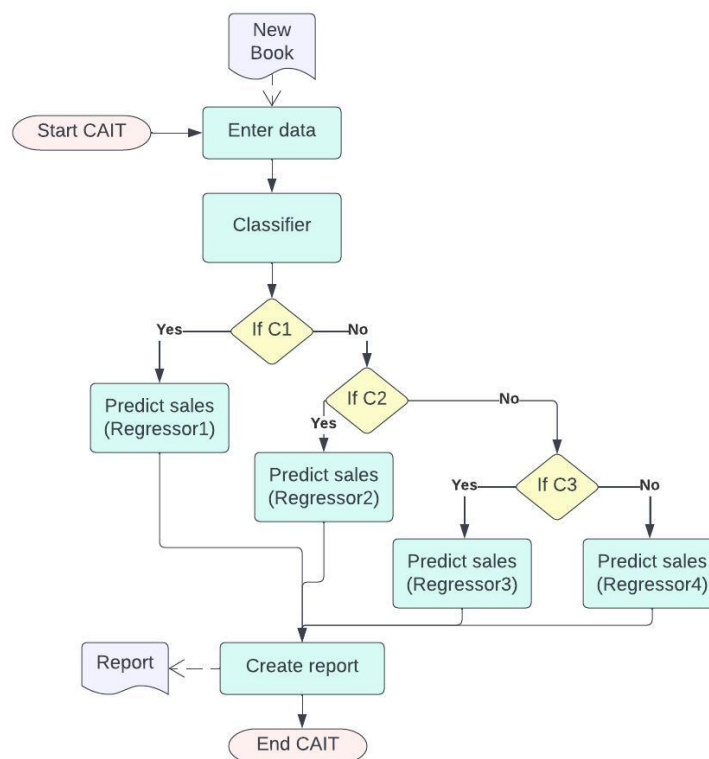 New
Book
Start CAIT
Enter data
Classifier
If C1
Yes
No
Predict sales
(Regressor1)
If C2
Yes
No
Predict sales
(Regressor2)
If C3
Yes
No
Predict sales
(Regressor3)
Predict sales
(Regressor4)
Report
Create report
End CAIT